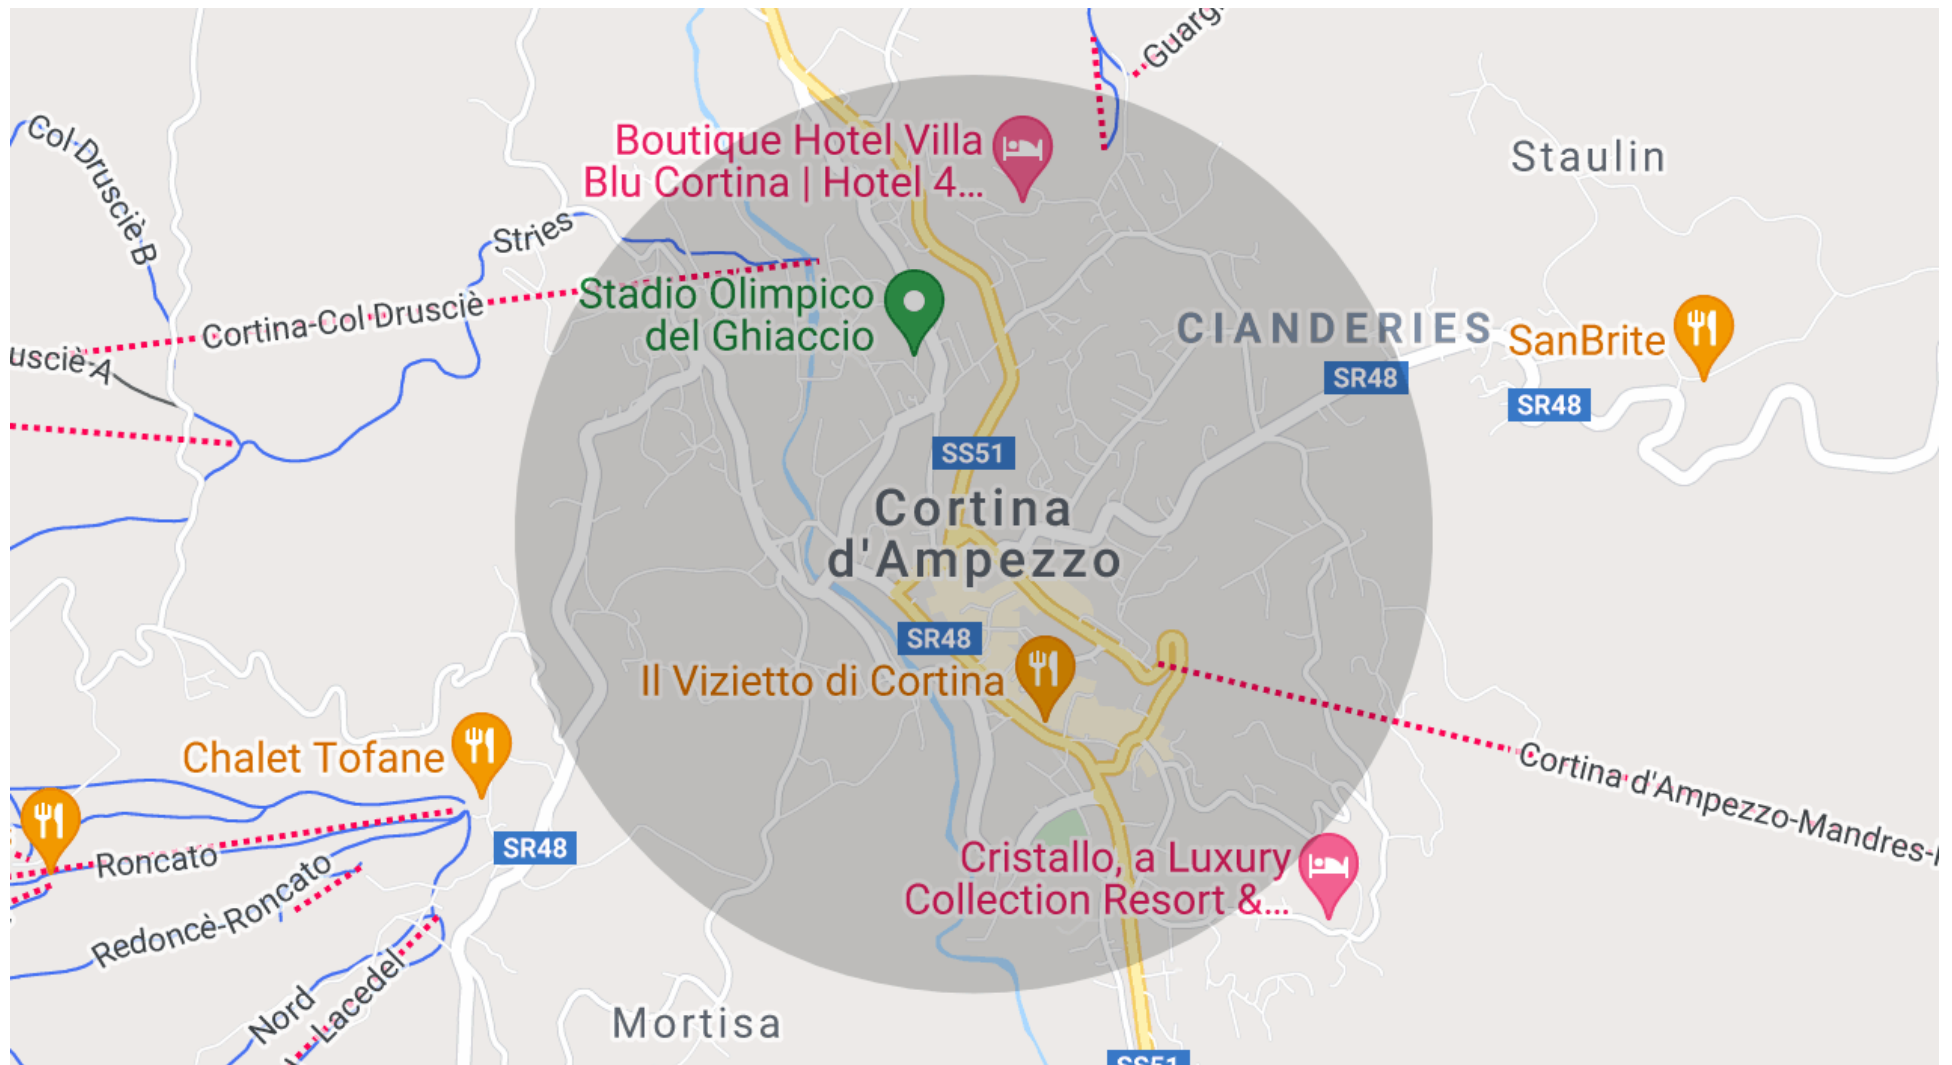 Guarg
Boutique Hotel Villa
Blu Cortina | Hotel 4...
Staulin
Col Drusciè B
Stries
Cortina-Col Drusciè
Stadio Olimpico
del Ghiaccio
CIANDERIES
SanBrite
usciè A
SR48
SR48
SS51
Cortina
d'Ampezzo
SR48
Il Vizietto di Cortina
Chalet Tofane
Cortina d'Ampezzo-Mandres-
SR48
Roncato
Cristallo, a Luxury
Collection Resort &...
Redoncè-Roncato
Lacedel
Nord
Mortisa
SS51